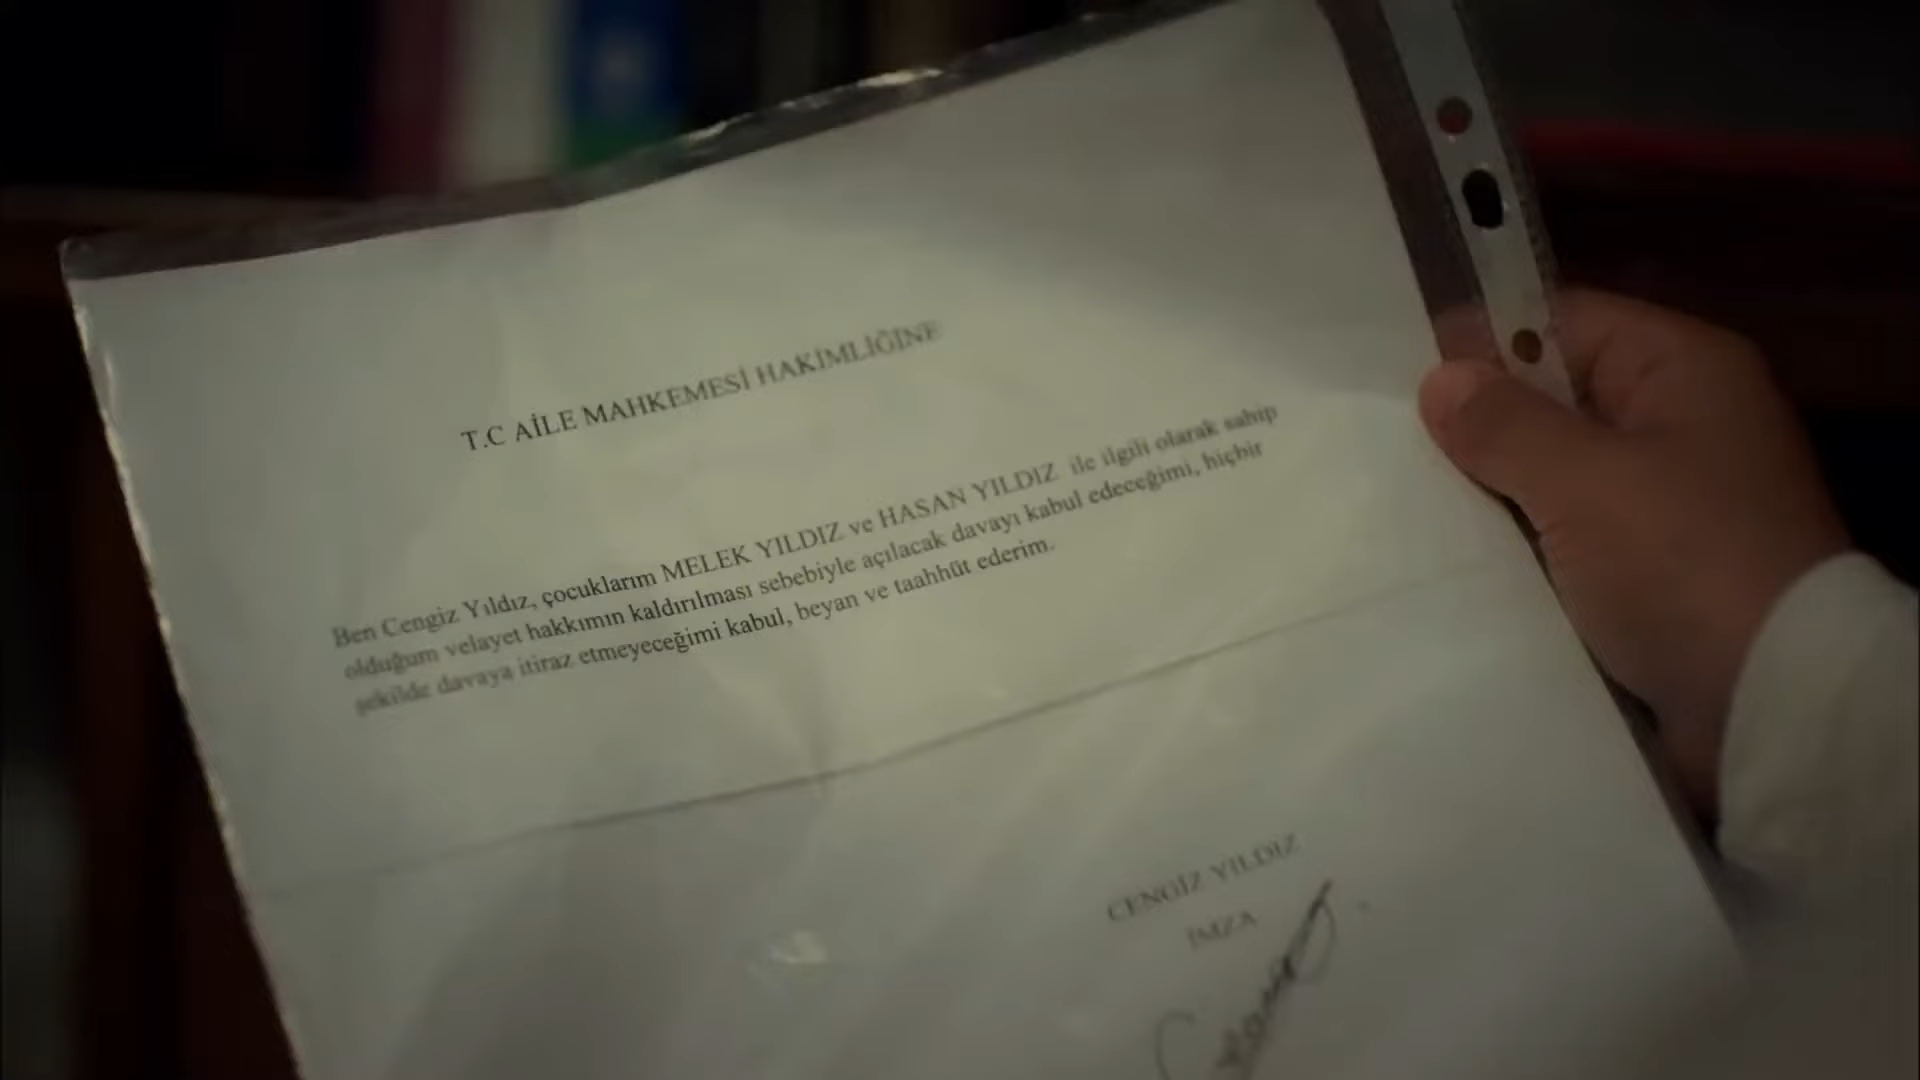 T.C AİLE MAHKEMESİ HAKİMLİĞİNE
Ben Cengiz Yıldız, çocuklarım MELEK YILDIZ ve HASAN YILDIZ ile ilgili olarak sahip
olduğum velayet hakkımın kaldırılması sebebiyle açılacak davayı kabul edeceğimi, hiçbir
şekilde davaya itiraz etmeyeceğimi kabul, beyan ve taahhüt ederim.
CENGİZ YILDIZ
İMZA